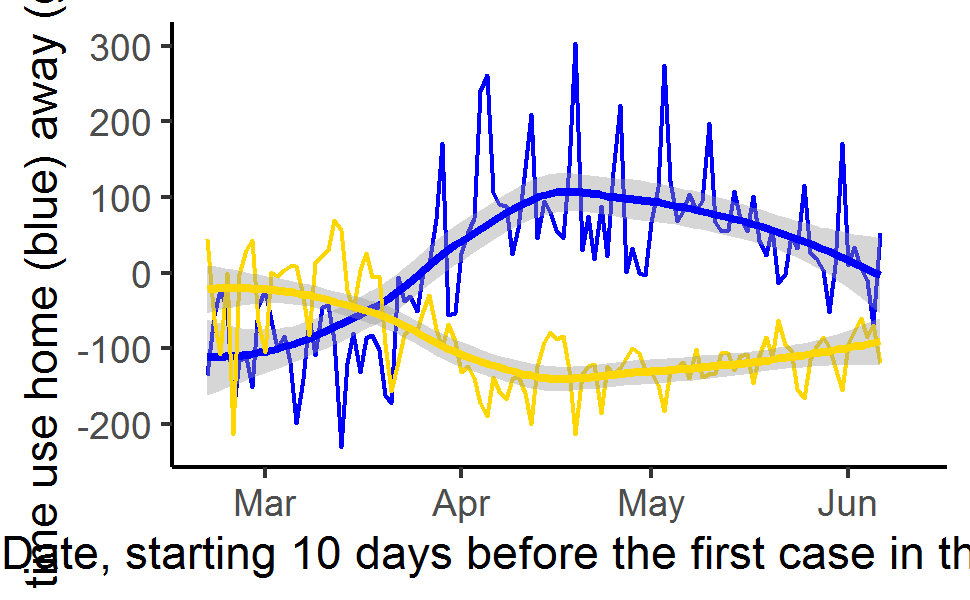 time use home (blue) away (
300
200
100
0
-100
-200
Mar Apr May Jun
Date, starting 10 days before the first case in th